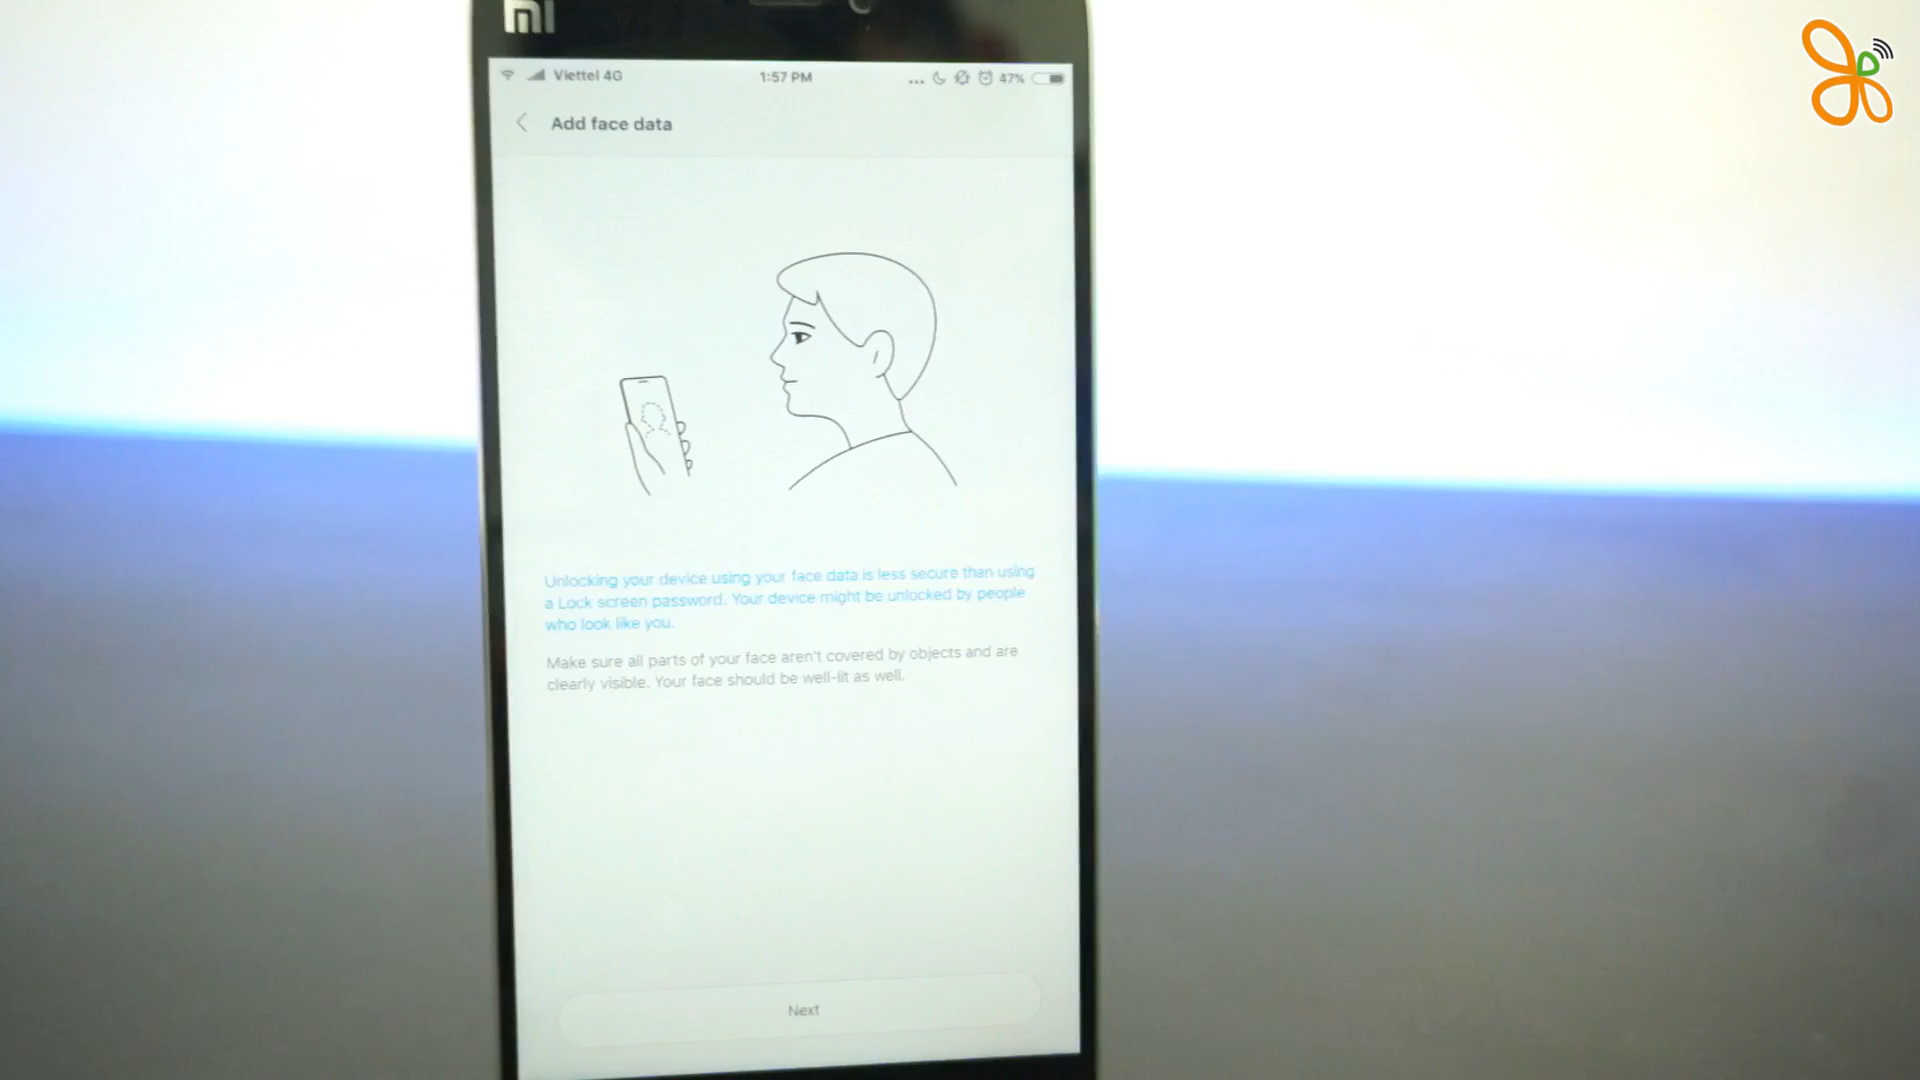 mi
Viettel 4G
1:57 PM
47%
Add face data
Unlocking your device using your face data is less secure than using
a Lock screen password. Your device might be unlocked by people
who look like you.
Make sure all parts of your face aren't covered by objects and are
clearly visible. Your face should be well-lit as well.
Next